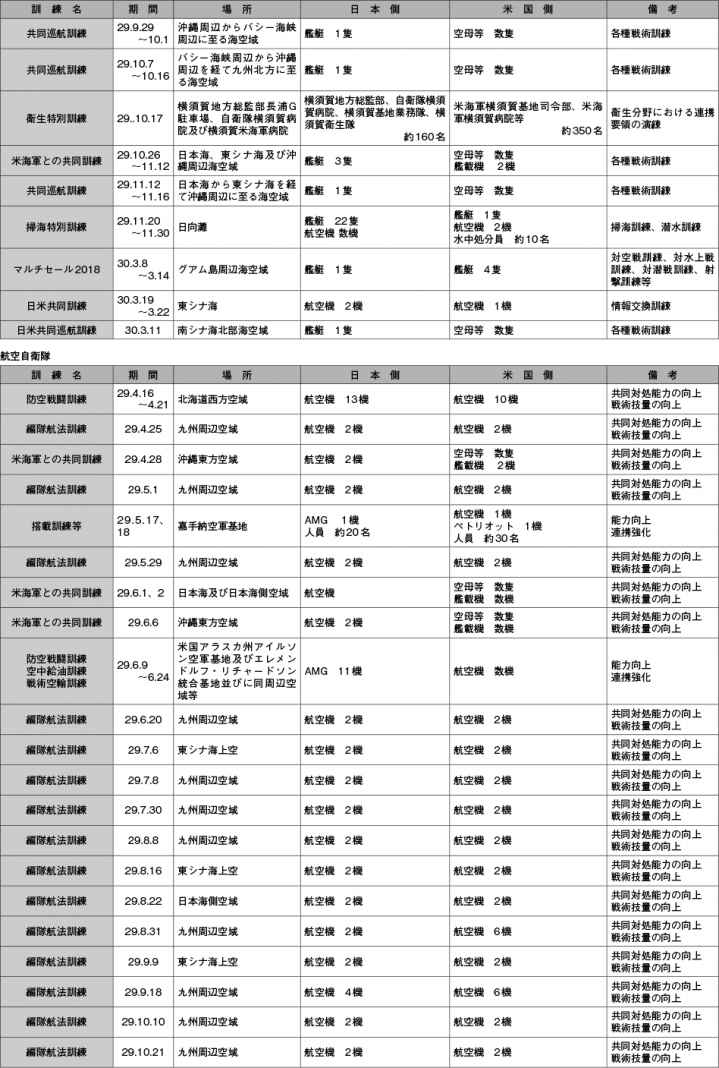 訓　練　名　期　間　場　所　日　本　側　米　国　側　備　考
共同巡航訓練　29.9.29　沖縄周辺からバシー海峡　艦艇　1隻　空母等　数隻　各種戦術訓練
～10.1　周辺に至る海空域
共同巡航訓練　29.10.7　バシー海峡周辺から沖縄　艦艇　1隻　空母等　数隻　各種戦術訓練
～10.16　周辺を経て九州北方に至
る海空域
衛生特別訓練　29..10.17　横須賀地方総監部長浦G　横須賀地方総監部、自衛隊横須　米海軍横須賀基地司令部、米海　衛生分野における連携
駐車場、自衛隊横須賀病　賀病院、横須賀基地業務隊、横　軍横須賀病院等　要領の演練
院及び横須賀米海軍病院　須賀衛生隊
約160名　約350名
米海軍との共同訓練　29.10.26　日本海、東シナ海及び沖　艦艇　3隻　空母等　数隻　各種戦術訓練
～11.12　縄周辺海空域　艦載機　2機
共同巡航訓練　29.11.12　日本海から東シナ海を経　艦艇　1隻　空母等　数隻　各種戦術訓練
～11.16　て沖縄周辺に至る海空域
掃海特別訓練　29.11.20　日向灘　艦艇　22隻　艦艇　1隻　掃海訓練、潜水訓練
～11.30　航空機 数機　航空機　2機
水中処分員　約10名
マルチセール2018　30.3.8　グアム島周辺海空域　艦艇　1隻　艦艇　4隻　対空戦訓練、対水上戦
～3.14　訓練、対潜戦訓練、射
撃訓練等
日米共同訓練　30.3.19　東シナ海　航空機　2機　航空機　1機　情報交換訓練
～3.22
日米共同巡航訓練　30.3.11　南シナ海北部海空域　艦艇　1隻　空母等　数隻　各種戦術訓練
航空自衛隊
訓　練　名　期　間　場　所　日　本　側　米　国　側　備　考
防空戦闘訓練　29.4.16　北海道西方空域　航空機　13機　航空機　10機　共同対処能力の向上
～4.21　戦術技量の向上
編隊航法訓練　29.4.25　九州周辺空域　航空機　2機　航空機　2機　共同対処能力の向上
戦術技量の向上
米海軍との共同訓練　29.4.28　沖縄東方空域　航空機　2機　空母等　数隻　共同対処能力の向上
艦載機　2機　戦術技量の向上
編隊航法訓練　29.5.1　九州周辺空域　航空機　2機　航空機　2機　共同対処能力の向上
戦術技量の向上
搭載訓練等　29.5.17、　嘉手納空軍基地　AMG　1機　航空機　1機　能力向上
18　人員　約20名　ペトリオット　1機　連携強化
人員　約30名
編隊航法訓練　29.5.29　九州周辺空域　航空機　2機　航空機　2機　共同対処能力の向上
戦術技量の向上
米海軍との共同訓練　29.6.1、2　日本海及び日本海側空域　航空機　空母等　数隻　共同対処能力の向上
艦載機　数機　戦術技量の向上
米海軍との共同訓練　29.6.6　沖縄東方空域　航空機　2機　空母等　数隻　共同対処能力の向上
艦載機　数機　戦術技量の向上
防空戦闘訓練　29.6.9　米国アラスカ州アイルソ　AMG　11機　航空機　数機　能力向上
空中給油訓練　～6.24　ン空軍基地及びエレメン　連携強化
戦術空輸訓練　ドルフ・リチャードソン
統合基地並びに同周辺空
域等
編隊航法訓練　29.6.20　九州周辺空域　航空機　2機　航空機　2機　共同対処能力の向上
戦術技量の向上
編隊航法訓練　29.7.6　東シナ海上空　航空機　2機　航空機　2機　共同対処能力の向上
戦術技量の向上
編隊航法訓練　29.7.8　九州周辺空域　航空機　2機　航空機　2機　共同対処能力の向上
戦術技量の向上
編隊航法訓練　29.7.30　九州周辺空域　航空機　2機　航空機　2機　共同対処能力の向上
戦術技量の向上
編隊航法訓練　29.8.8　九州周辺空域　航空機　2機　航空機　2機　共同対処能力の向上
戦術技量の向上
編隊航法訓練　29.8.16　東シナ海上空　航空機　2機　航空機　2機　共同対処能力の向上
戦術技量の向上
編隊航法訓練　29.8.22　日本海側空域　航空機　2機　航空機　2機　共同対処能力の向上
戦術技量の向上
編隊航法訓練　29.8.31　九州周辺空域　航空機　2機　航空機　6機　共同対処能力の向上
戦術技量の向上
編隊航法訓練　29.9.9　東シナ海上空　航空機　2機　航空機　2機　共同対処能力の向上
戦術技量の向上
編隊航法訓練　29.9.18　九州周辺空域　航空機　4機　航空機　6機　共同対処能力の向上
戦術技量の向上
編隊航法訓練　29.10.10　九州周辺空域　航空機　2機　航空機　2機　共同対処能力の向上
戦術技量の向上
編隊航法訓練　29.10.21　九州周辺空域　航空機　2機　航空機　2機　共同対処能力の向上
戦術技量の向上